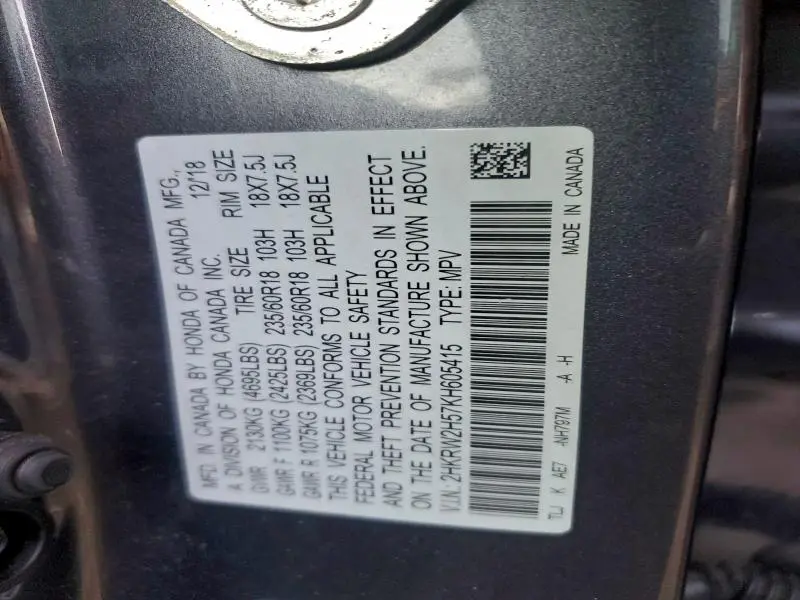 MFD. IN CANADA BY HONDA OF CANADA MFG.,
A DIVISION OF HONDA CANADA INC. 12/18
GVWR 2130KG (4695LBS) TIRE SIZE RIM SIZE
GAWR F 1100KG (2425LBS) 235/60R18 103H 18X7.5J
GAWR R 1075KG (2369LBS) 235/60R18 103H 18X7.5J
THIS VEHICLE CONFORMS TO ALL APPLICABLE
FEDERAL MOTOR VEHICLE SAFETY
AND THEFT PREVENTION STANDARDS IN EFFECT
ON THE DATE OF MANUFACTURE SHOWN ABOVE.
V.I.N.: 2HKRW2H57KH605415 TYPE: MPV
TLJ K AE7 -NH797M -A -H MADE IN CANADA